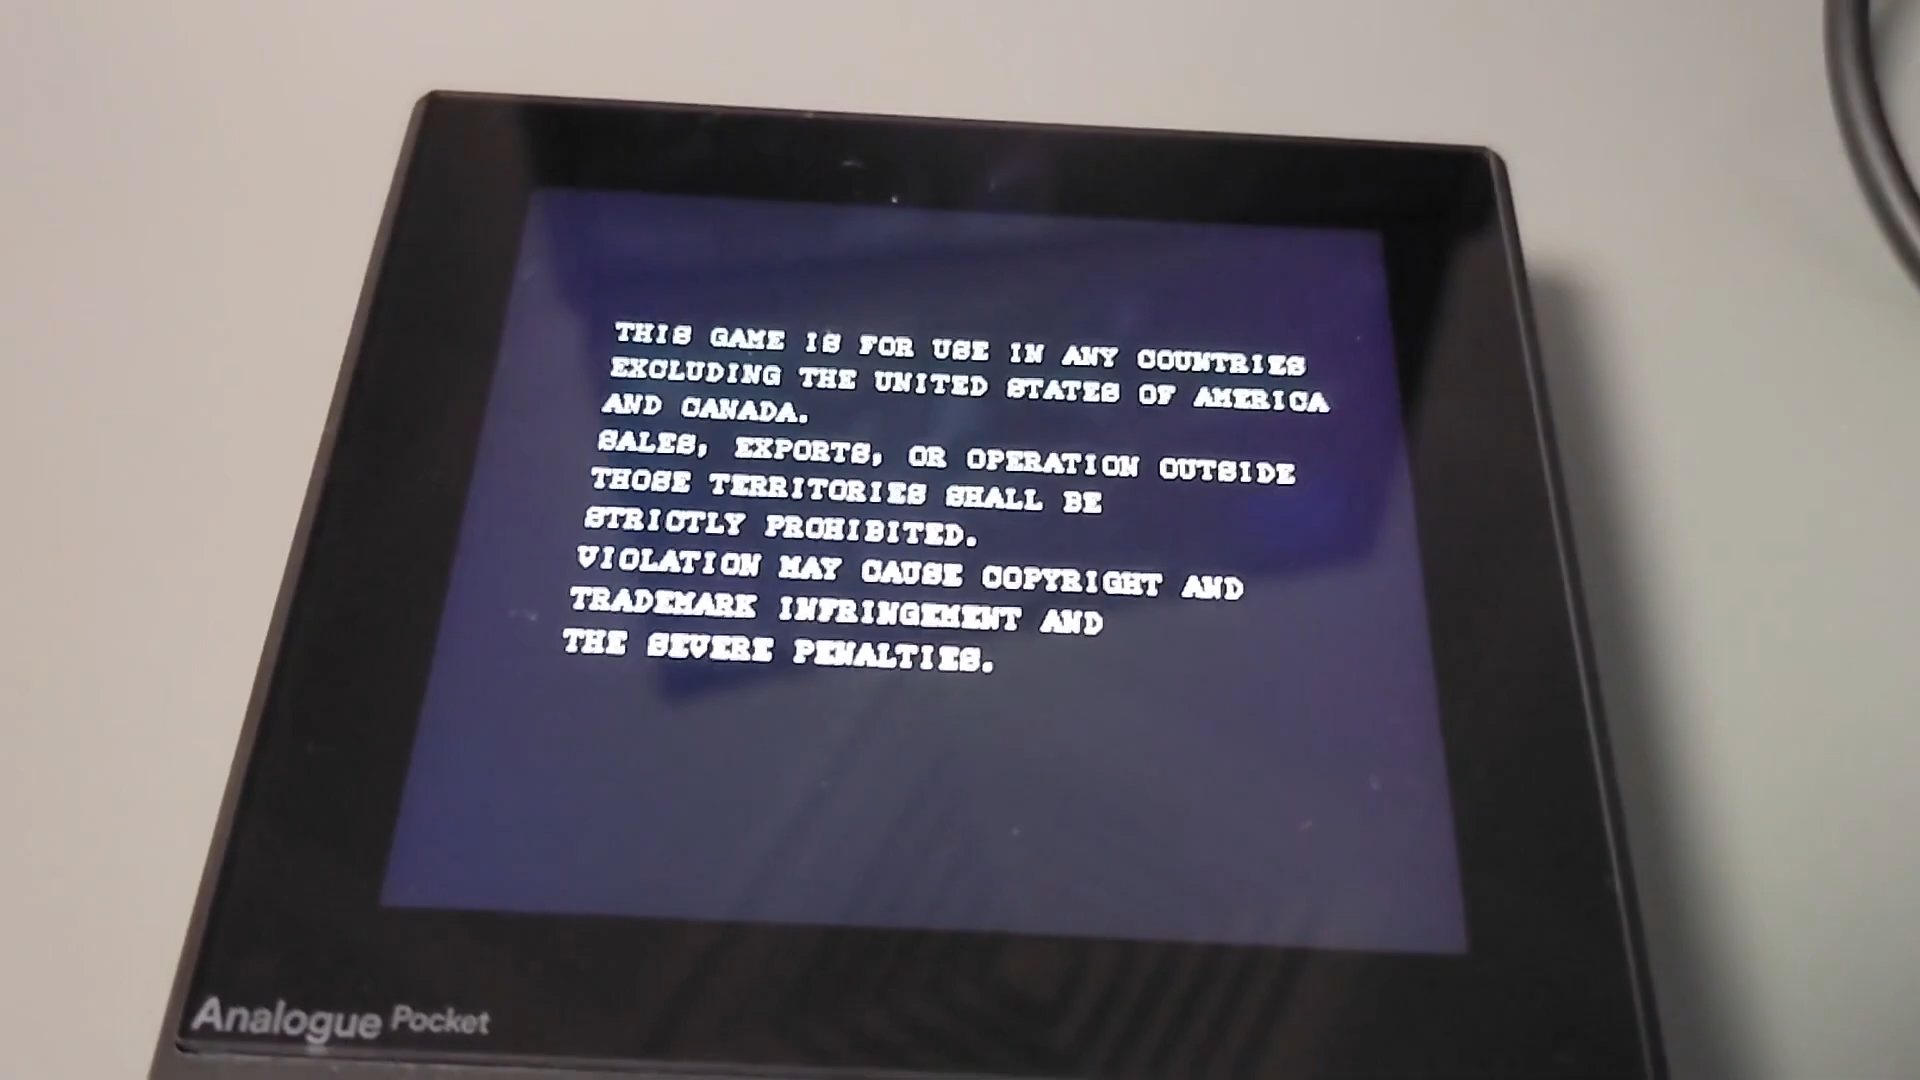 THIS GAME IS FOR USE IN ANY COUNTRIES
EXCLUDING THE UNITED STATES OF AMERICA
AND CANADA.
SALES, EXPORTS, OR OPERATION OUTSIDE
THOSE TERRITORIES SHALL BE
STRICTLY PROHIBITED.
VIOLATION MAY CAUSE COPYRIGHT AND
TRADEMARK INFRINGEMENT AND
THE SEVERE PENALTIES.
Analogue Pocket